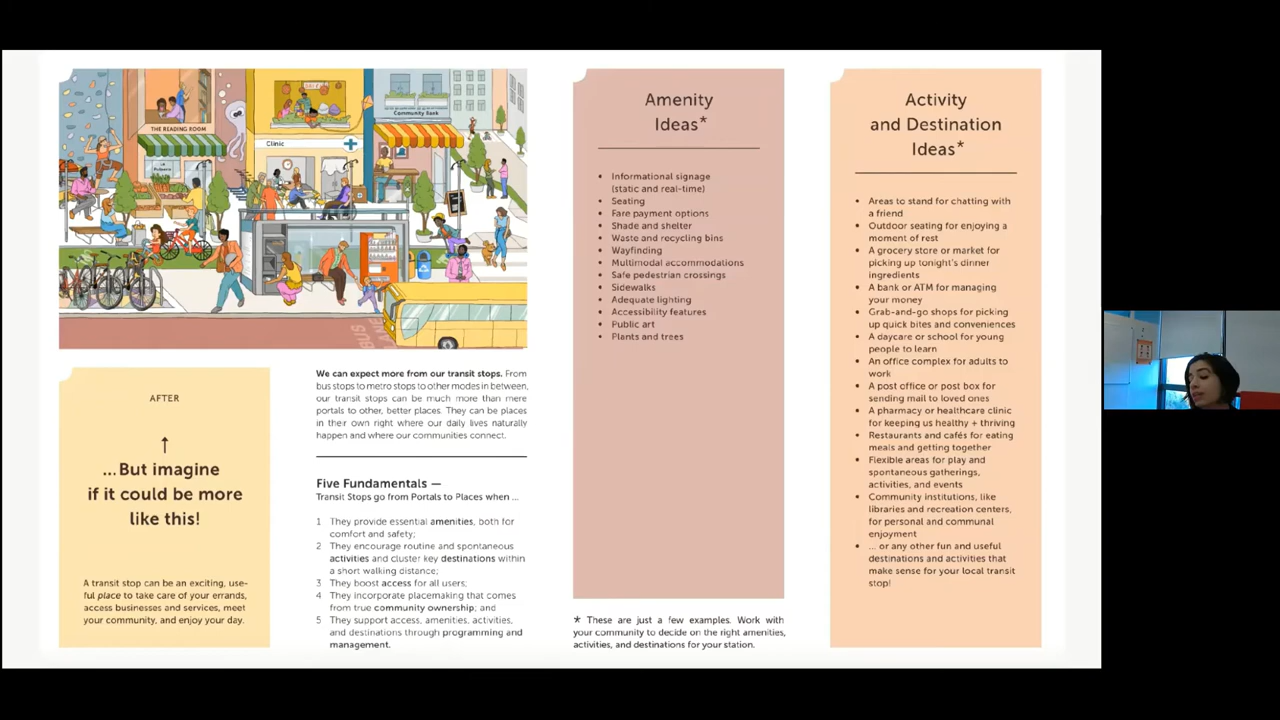 THE READING ROOM
Clinic
Community Bank
BUS
LANE
AFTER
↑
...But imagine
if it could be more
like this!
A transit stop can be an exciting, use-
ful place to take care of your errands,
access businesses and services, meet
your community, and enjoy your day.
We can expect more from our transit stops. From
bus stops to metro stops to other modes in between,
our transit stops can be much more than mere
portals to other, better places. They can be places
in their own right where our daily lives naturally
happen and where our communities connect.
Five Fundamentals —
Transit Stops go from Portals to Places when ...
1 They provide essential amenities, both for
comfort and safety;
2 They encourage routine and spontaneous
activities and cluster key destinations within
a short walking distance;
3 They boost access for all users;
4 They incorporate placemaking that comes
from true community ownership; and
5 They support access, amenities, activities,
and destinations through programming and
management.
Amenity
Ideas*
• Informational signage
(static and real-time)
• Seating
• Fare payment options
• Shade and shelter
• Waste and recycling bins
• Wayfinding
• Multimodal accommodations
• Safe pedestrian crossings
• Sidewalks
• Adequate lighting
• Accessibility features
• Public art
• Plants and trees
* These are just a few examples. Work with
your community to decide on the right amenities,
activities, and destinations for your station.
Activity
and Destination
Ideas*
• Areas to stand for chatting with
a friend
• Outdoor seating for enjoying a
moment of rest
• A grocery store or market for
picking up tonight's dinner
ingredients
• A bank or ATM for managing
your money
• Grab-and-go shops for picking
up quick bites and conveniences
• A daycare or school for young
people to learn
• An office complex for adults to
work
• A post office or post box for
sending mail to loved ones
• A pharmacy or healthcare clinic
for keeping us healthy + thriving
• Restaurants and cafés for eating
meals and getting together
• Flexible areas for play and
spontaneous gatherings,
activities, and events
• Community institutions, like
libraries and recreation centers,
for personal and communal
enjoyment
• ... or any other fun and useful
destinations and activities that
make sense for your local transit
stop!